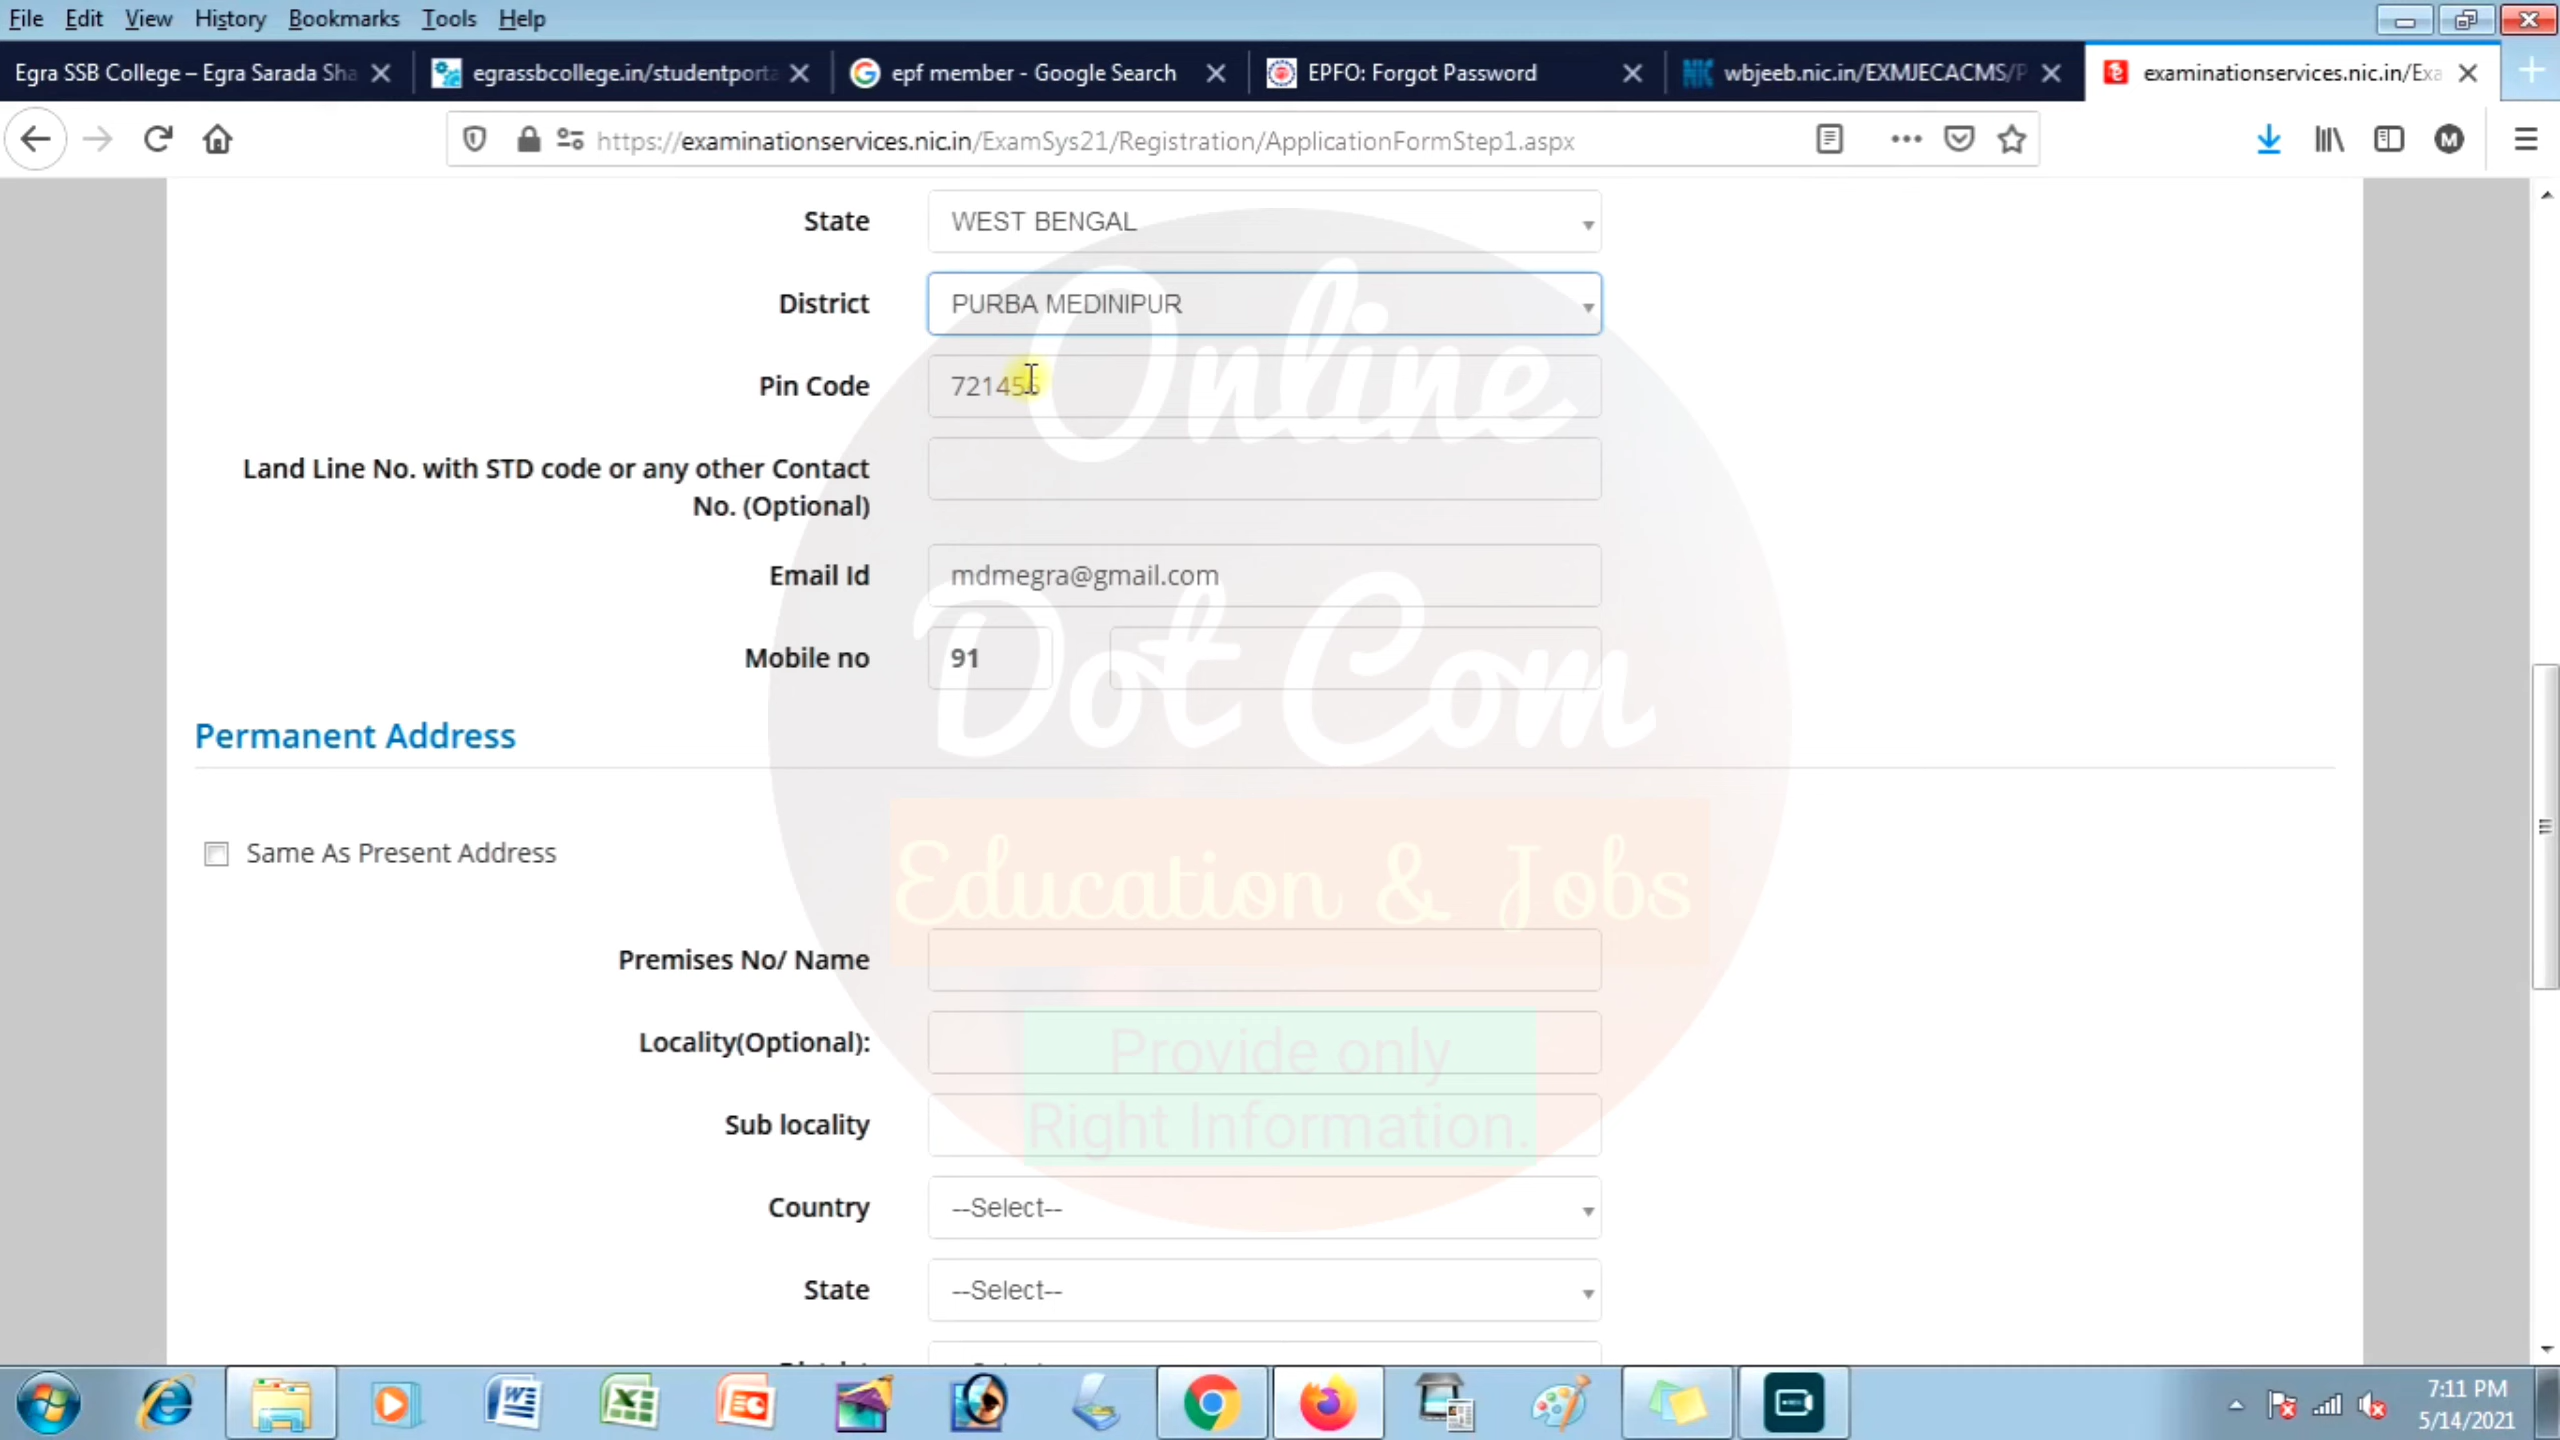 File Edit View History Bookmarks Tools Help
Egra SSB College – Egra Sarada Sha
egrassbcollege.in/studentporta
epf member - Google Search
EPFO: Forgot Password
wbjeeb.nic.in/EXMJECACMS/P
examinationservices.nic.in/Exa
https://examinationservices.nic.in/ExamSys21/Registration/ApplicationFormStep1.aspx
M
State WEST BENGAL
District PURBA MEDINIPUR
Pin Code
Land Line No. with STD code or any other Contact
No. (Optional)
Email Id mdmegra@gmail.com
Mobile no 91
Online
Dot Com
Permanent Address
Same As Present Address
Education & Jobs
Premises No/ Name
Locality(Optional):
Provide only
Sub locality
Right Information.
Country --Select--
State --Select--
7:11 PM
5/14/2021